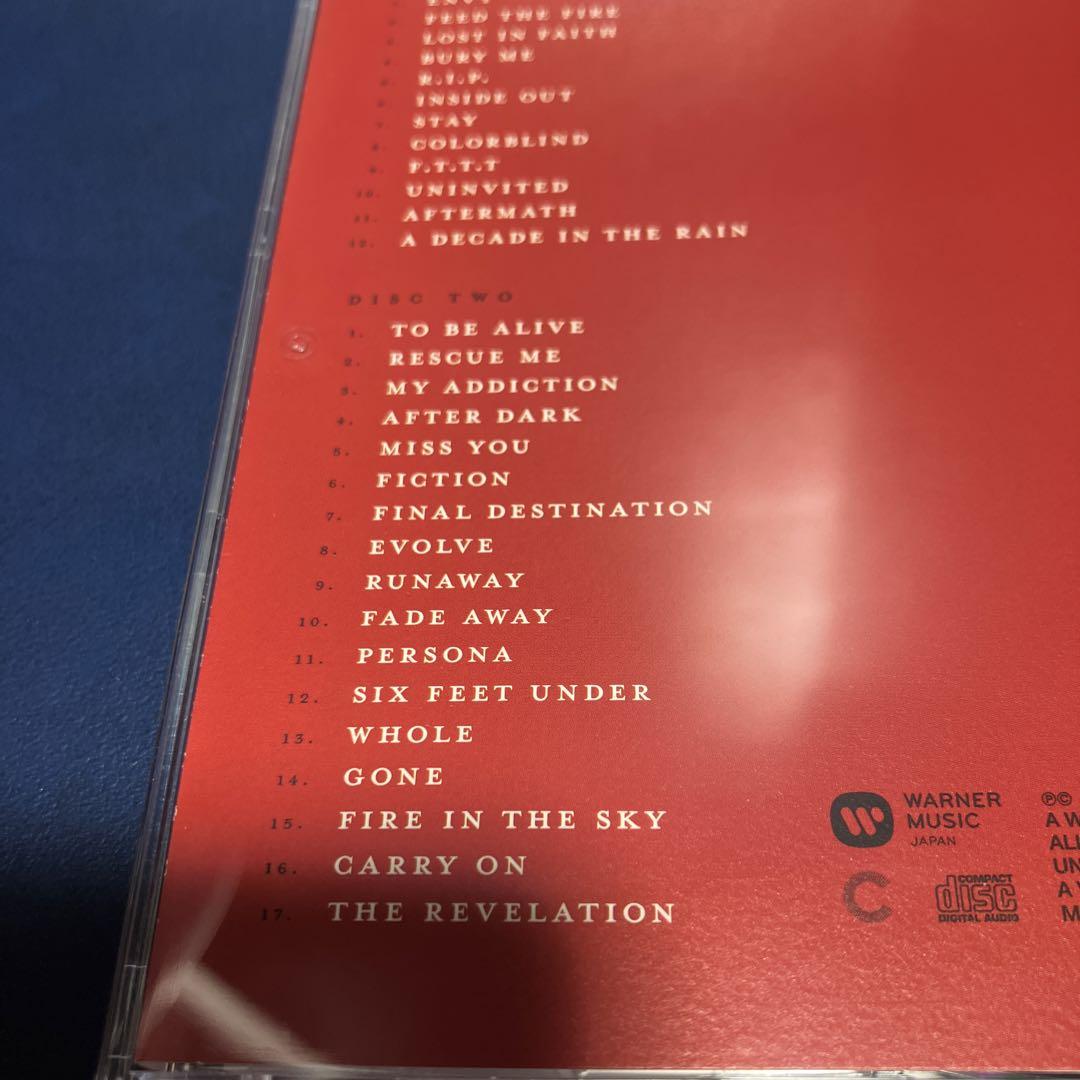 ENVY
FEED THE FIRE
LOST IN FAITH
BURY ME
R.I.P.
INSIDE OUT
STAY
COLORBLIND
F.T.T.T
10. UNINVITED
11. AFTERMATH
12. A DECADE IN THE RAIN
DISC TWO
1. TO BE ALIVE
2. RESCUE ME
3. MY ADDICTION
4. AFTER DARK
5. MISS YOU
6. FICTION
7. FINAL DESTINATION
8. EVOLVE
9. RUNAWAY
10. FADE AWAY
11. PERSONA
12. SIX FEET UNDER
13. WHOLE
14. GONE
15. FIRE IN THE SKY
16. CARRY ON
17. THE REVELATION
WARNER
MUSIC
JAPAN
C
COMPACT
disc
DIGITAL AUDIO
℗©
A W
ALL
UN
A
M